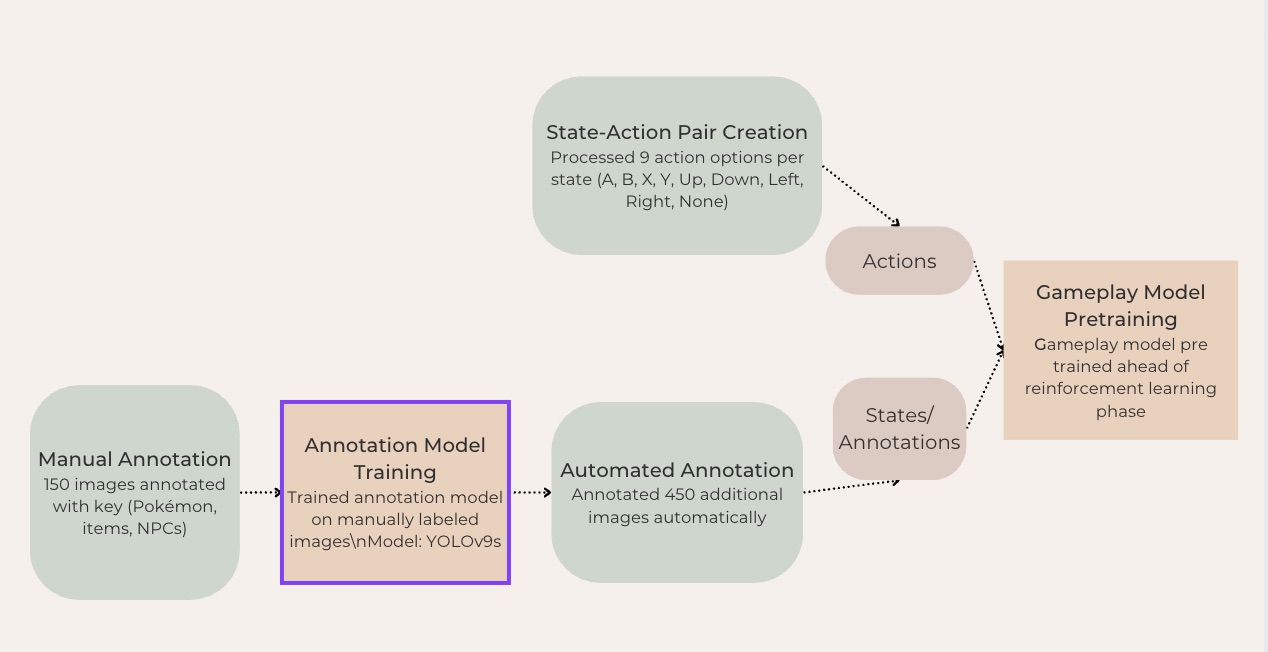 State-Action Pair Creation
Processed 9 action options per
state (A, B, X, Y, Up, Down, Left,
Right, None)
Actions
Gameplay Model
Pretraining
Gameplay model pre
trained ahead of
reinforcement learning
phase
States/
Annotations
Manual Annotation
150 images annotated
with key (Pokémon,
items, NPCs)
Annotation Model
Training
Trained annotation model
on manually labeled
images\nModel: YOLOv9s
Automated Annotation
Annotated 450 additional
images automatically